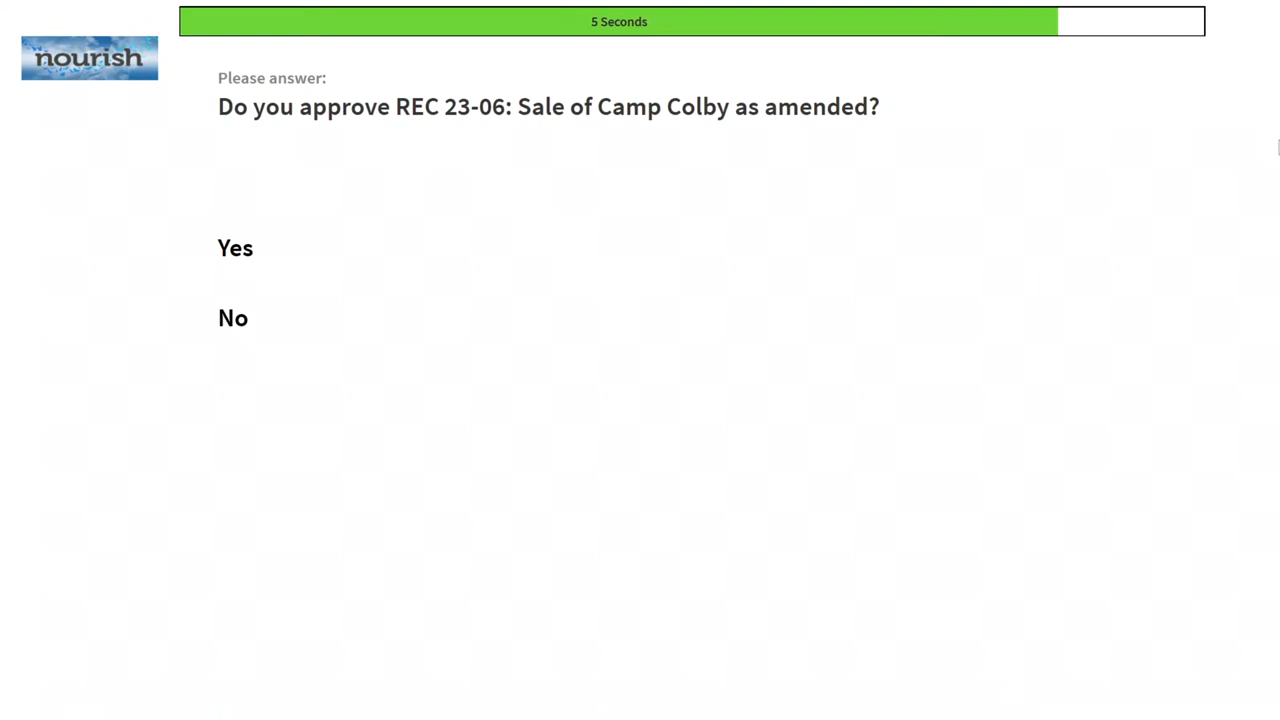 5 Seconds
nourish
Please answer:
Do you approve REC 23-06: Sale of Camp Colby as amended?
Yes
No